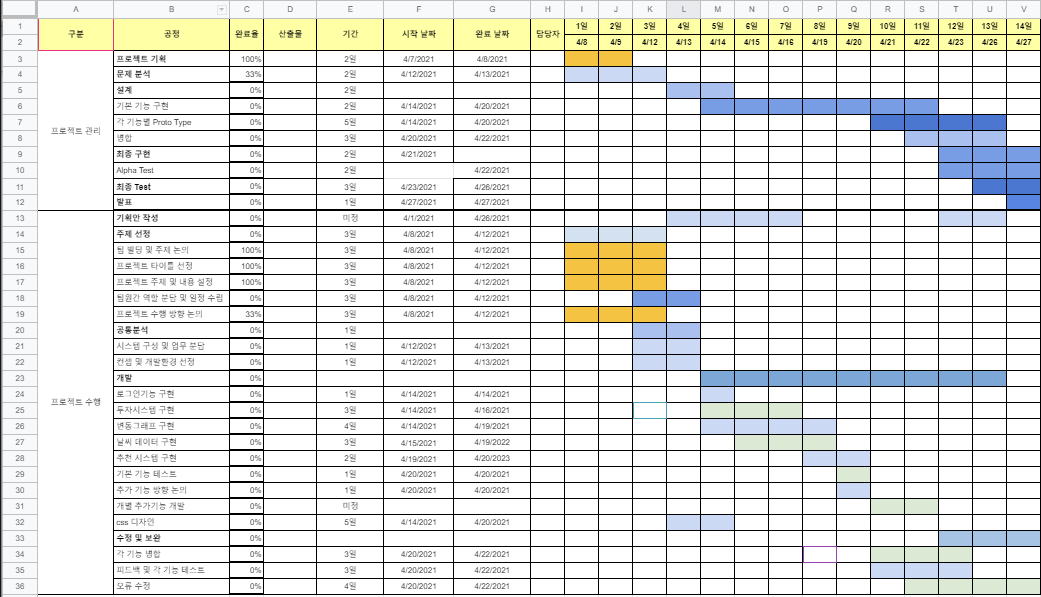 A B C D E F G H I J K L M N O P Q R S T U V
1 구분 공정 완료율 산출물 기간 시작 날짜 완료 날짜 담당자 1일 2일 3일 4일 5일 6일 7일 8일 9일 10일 11일 12일 13일 14일
2 4/8 4/9 4/12 4/13 4/14 4/15 4/16 4/19 4/20 4/21 4/22 4/23 4/26 4/27
3 프로젝트 기획 100% 2일 4/7/2021 4/8/2021
4 문제 분석 33% 2일 4/12/2021 4/13/2021
5 설계 0% 2일
6 기본 기능 구현 0% 2일 4/14/2021 4/20/2021
7 프로젝트 관리 각 기능별 Proto Type 0% 5일 4/14/2021 4/20/2021
8 병합 0% 3일 4/20/2021 4/22/2021
9 최종 구현 0% 2일 4/21/2021
10 Alpha Test 0% 2일 4/22/2021
11 최종 Test 0% 3일 4/23/2021 4/26/2021
12 발표 0% 1일 4/27/2021 4/27/2021
13 기획안 작성 0% 미정 4/1/2021 4/26/2021
14 주제 선정 0% 3일 4/8/2021 4/12/2021
15 팀 빌딩 및 주제 논의 100% 3일 4/8/2021 4/12/2021
16 프로젝트 타이틀 선정 100% 3일 4/8/2021 4/12/2021
17 프로젝트 주제 및 내용 설정 100% 3일 4/8/2021 4/12/2021
18 팀원간 역할 분담 및 일정 수립 0% 3일 4/8/2021 4/12/2021
19 프로젝트 수행 방향 논의 33% 3일 4/8/2021 4/12/2021
20 공통분석 0% 1일
21 시스템 구성 및 업무 분담 0% 1일 4/12/2021 4/13/2021
22 컨셉 및 개발환경 선정 0% 1일 4/12/2021 4/13/2021
23 개발 0%
24 프로젝트 수행 로그인기능 구현 0% 1일 4/14/2021 4/14/2021
25 투자시스템 구현 0% 3일 4/14/2021 4/16/2021
26 변동그래프 구현 0% 4일 4/14/2021 4/19/2021
27 날씨 데이터 구현 0% 3일 4/15/2021 4/19/2022
28 추천 시스템 구현 0% 2일 4/19/2021 4/20/2023
29 기본 기능 테스트 0% 1일 4/20/2021 4/20/2021
30 추가 기능 방향 논의 0% 1일 4/20/2021 4/20/2021
31 개별 추가기능 개발 0% 미정
32 css 디자인 0% 5일 4/14/2021 4/20/2021
33 수정 및 보완 0%
34 각 기능 병합 0% 3일 4/20/2021 4/22/2021
35 피드백 및 각 기능 테스트 0% 3일 4/20/2021 4/22/2021
36 오류 수정 0% 4일 4/20/2021 4/22/2021